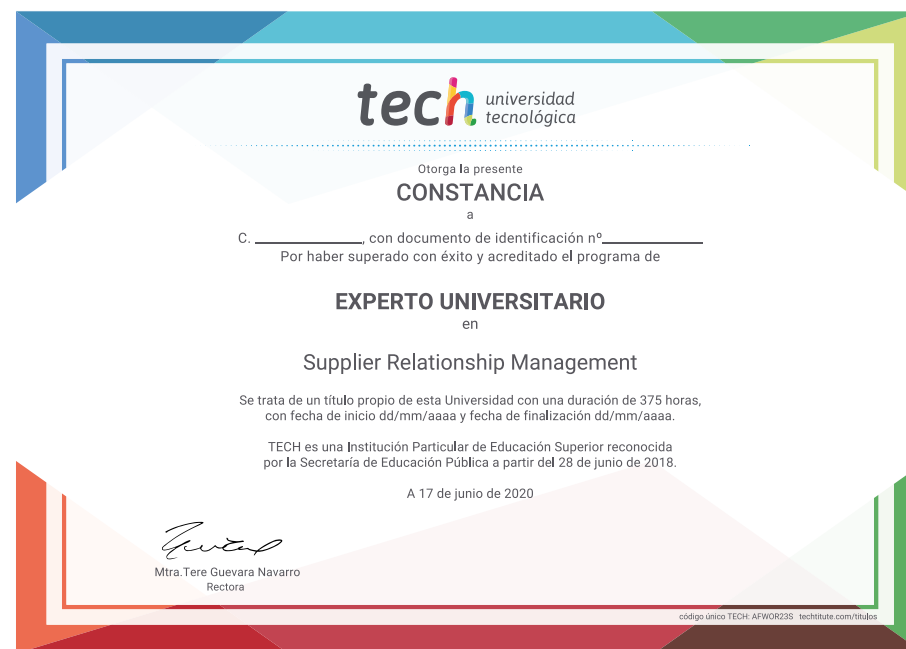 tech universidad
tecnológica
Otorga la presente
CONSTANCIA
a
C. ____________, con documento de identificación nº____________
Por haber superado con éxito y acreditado el programa de
EXPERTO UNIVERSITARIO
en
Supplier Relationship Management
Se trata de un título propio de esta Universidad con una duración de 375 horas,
con fecha de inicio dd/mm/aaaa y fecha de finalización dd/mm/aaaa.
TECH es una Institución Particular de Educación Superior reconocida
por la Secretaría de Educación Pública a partir del 28 de junio de 2018.
A 17 de junio de 2020
Mtra.Tere Guevara Navarro
Rectora
código único TECH: AFWOR23S techtitute.com/titulos